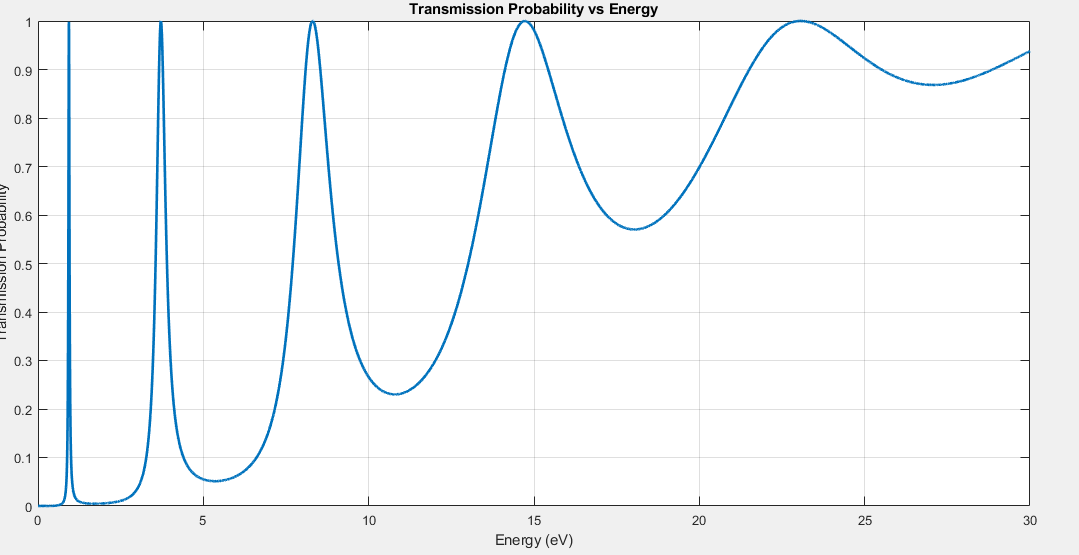 Transmission Probability vs Energy
1
0.9
0.8
0.7
0.6
0.5
0.4
0.3
0.2
0.1
0
Transmission Probability
0 5 10 15 20 25 30
Energy (eV)